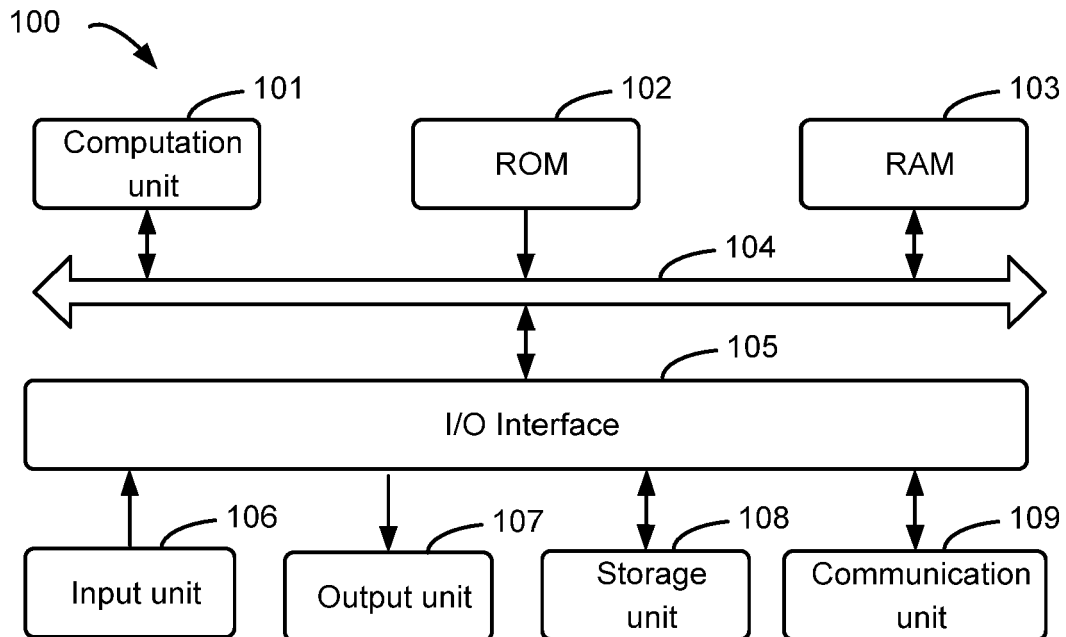 100
101
102
103
Computation
unit
ROM
RAM
104
105
I/O Interface
106
107
108
109
Input unit
Output unit
Storage
unit
Communication
unit